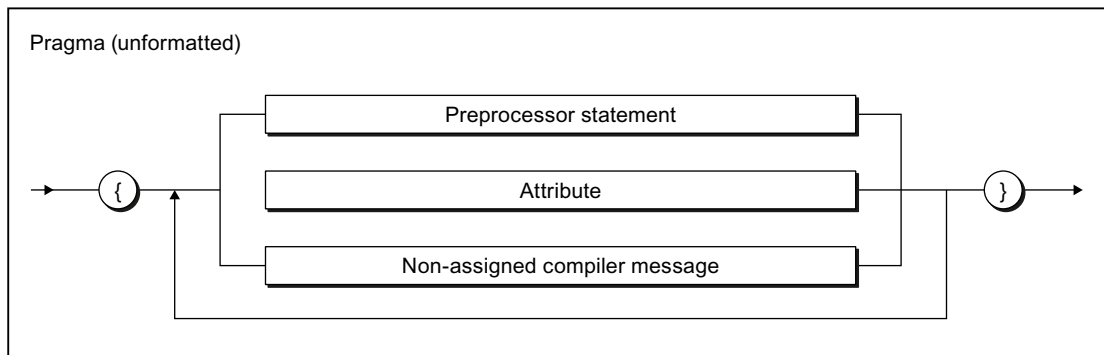 Pragma (unformatted)
Preprocessor statement
{
Attribute
}
Non-assigned compiler message